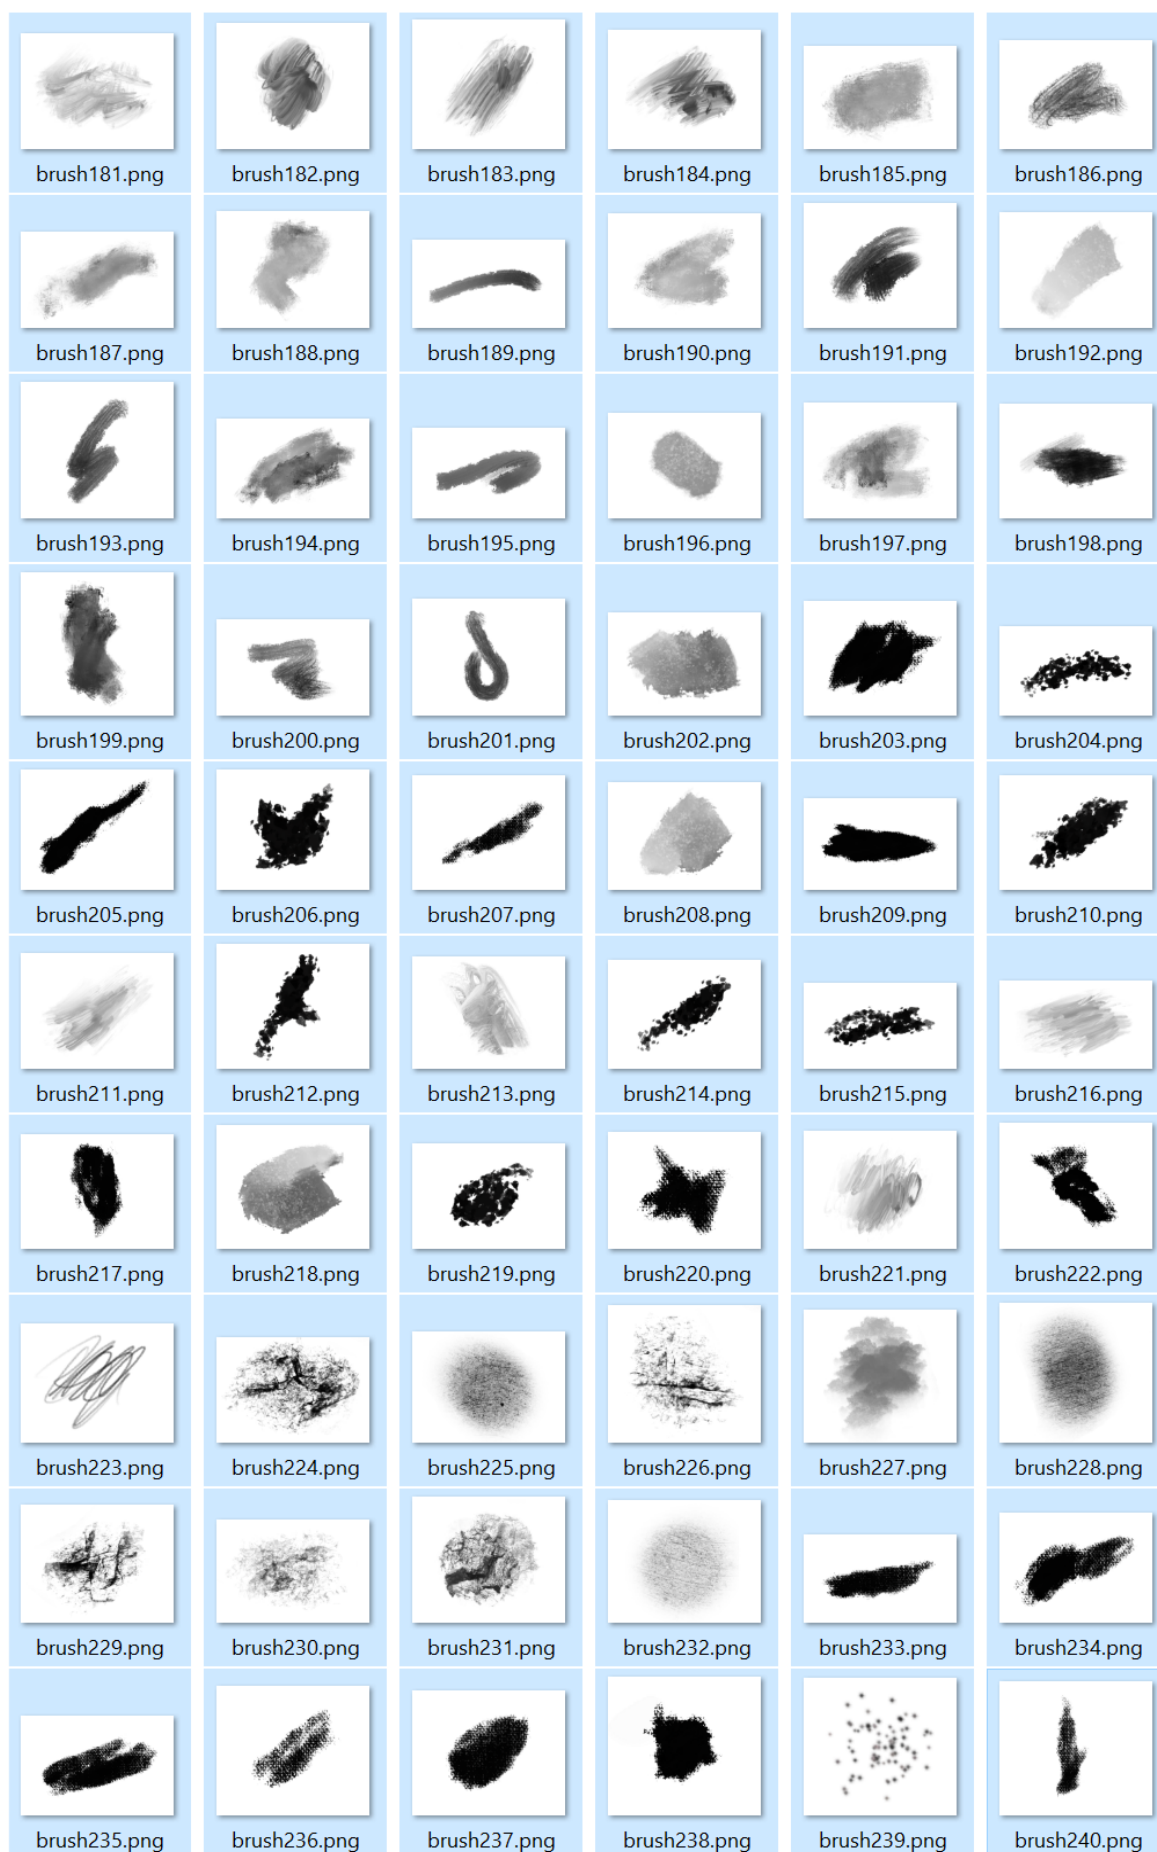 brush181.png brush182.png brush183.png brush184.png brush185.png brush186.png
brush187.png brush188.png brush189.png brush190.png brush191.png brush192.png
brush193.png brush194.png brush195.png brush196.png brush197.png brush198.png
brush199.png brush200.png brush201.png brush202.png brush203.png brush204.png
brush205.png brush206.png brush207.png brush208.png brush209.png brush210.png
brush211.png brush212.png brush213.png brush214.png brush215.png brush216.png
brush217.png brush218.png brush219.png brush220.png brush221.png brush222.png
brush223.png brush224.png brush225.png brush226.png brush227.png brush228.png
brush229.png brush230.png brush231.png brush232.png brush233.png brush234.png
brush235.png brush236.png brush237.png brush238.png brush239.png brush240.png